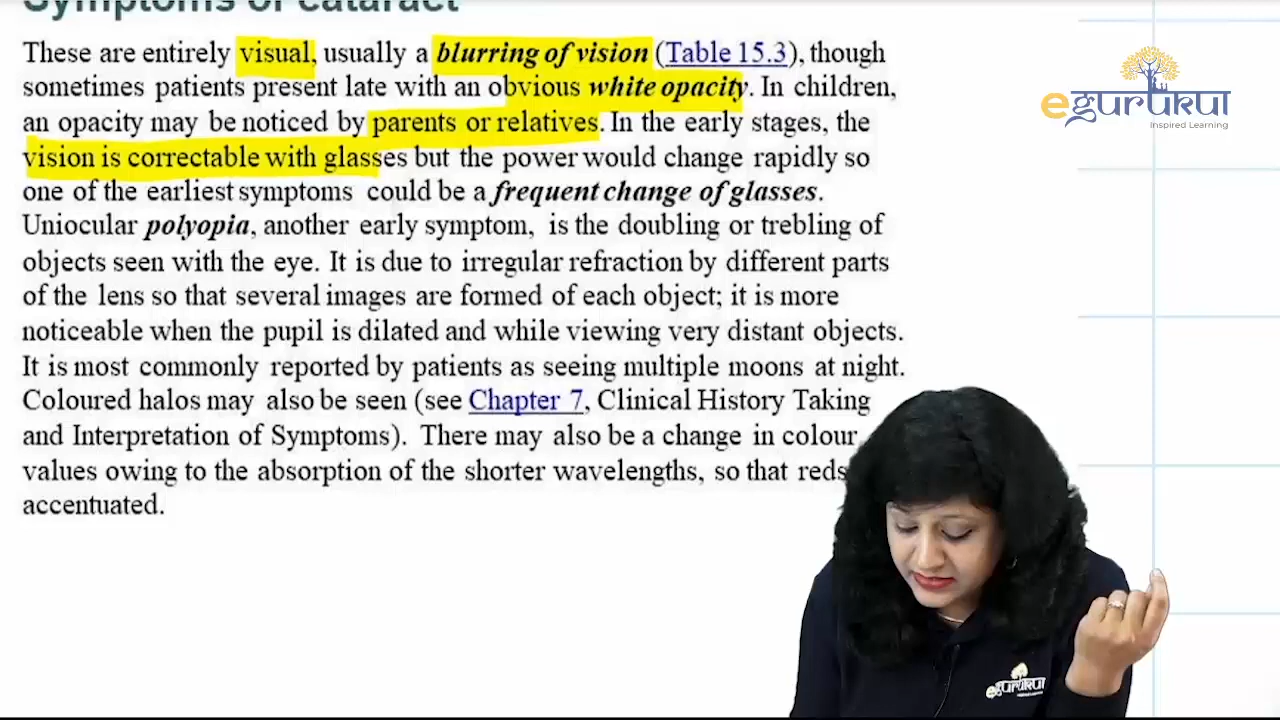 Symptoms of cataract
These are entirely visual, usually a blurring of vision (Table 15.3), though
sometimes patients present late with an obvious white opacity. In children,
an opacity may be noticed by parents or relatives. In the early stages, the
vision is correctable with glasses but the power would change rapidly so
one of the earliest symptoms could be a frequent change of glasses.
Uniocular polyopia, another early symptom, is the doubling or trebling of
objects seen with the eye. It is due to irregular refraction by different parts
of the lens so that several images are formed of each object; it is more
noticeable when the pupil is dilated and while viewing very distant objects.
It is most commonly reported by patients as seeing multiple moons at night.
Coloured halos may also be seen (see Chapter 7, Clinical History Taking
and Interpretation of Symptoms). There may also be a change in colour
values owing to the absorption of the shorter wavelengths, so that reds
accentuated.
egurukul
Inspired Learning
egurukul